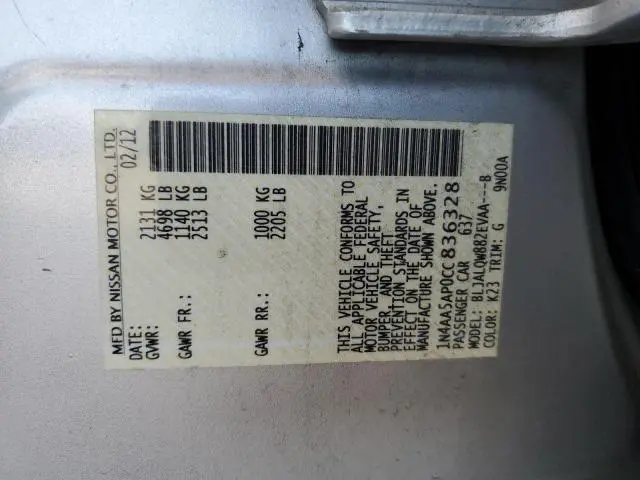 MFD BY NISSAN MOTOR CO., LTD.
DATE: 02/12
GVWR: 2131 KG
4698 LB
GAWR FR.: 1140 KG
2513 LB
GAWR RR.: 1000 KG
2205 LB
THIS VEHICLE CONFORMS TO
ALL APPLICABLE FEDERAL
MOTOR VEHICLE SAFETY,
BUMPER, AND THEFT
PREVENTION STANDARDS IN
EFFECT ON THE DATE OF
MANUFACTURE SHOWN ABOVE.
1N4AA5AP0CC836328
PASSENGER CAR 637
MODEL: BLJALQWA82EVAA---B
COLOR: K23 TRIM: G 9N00A